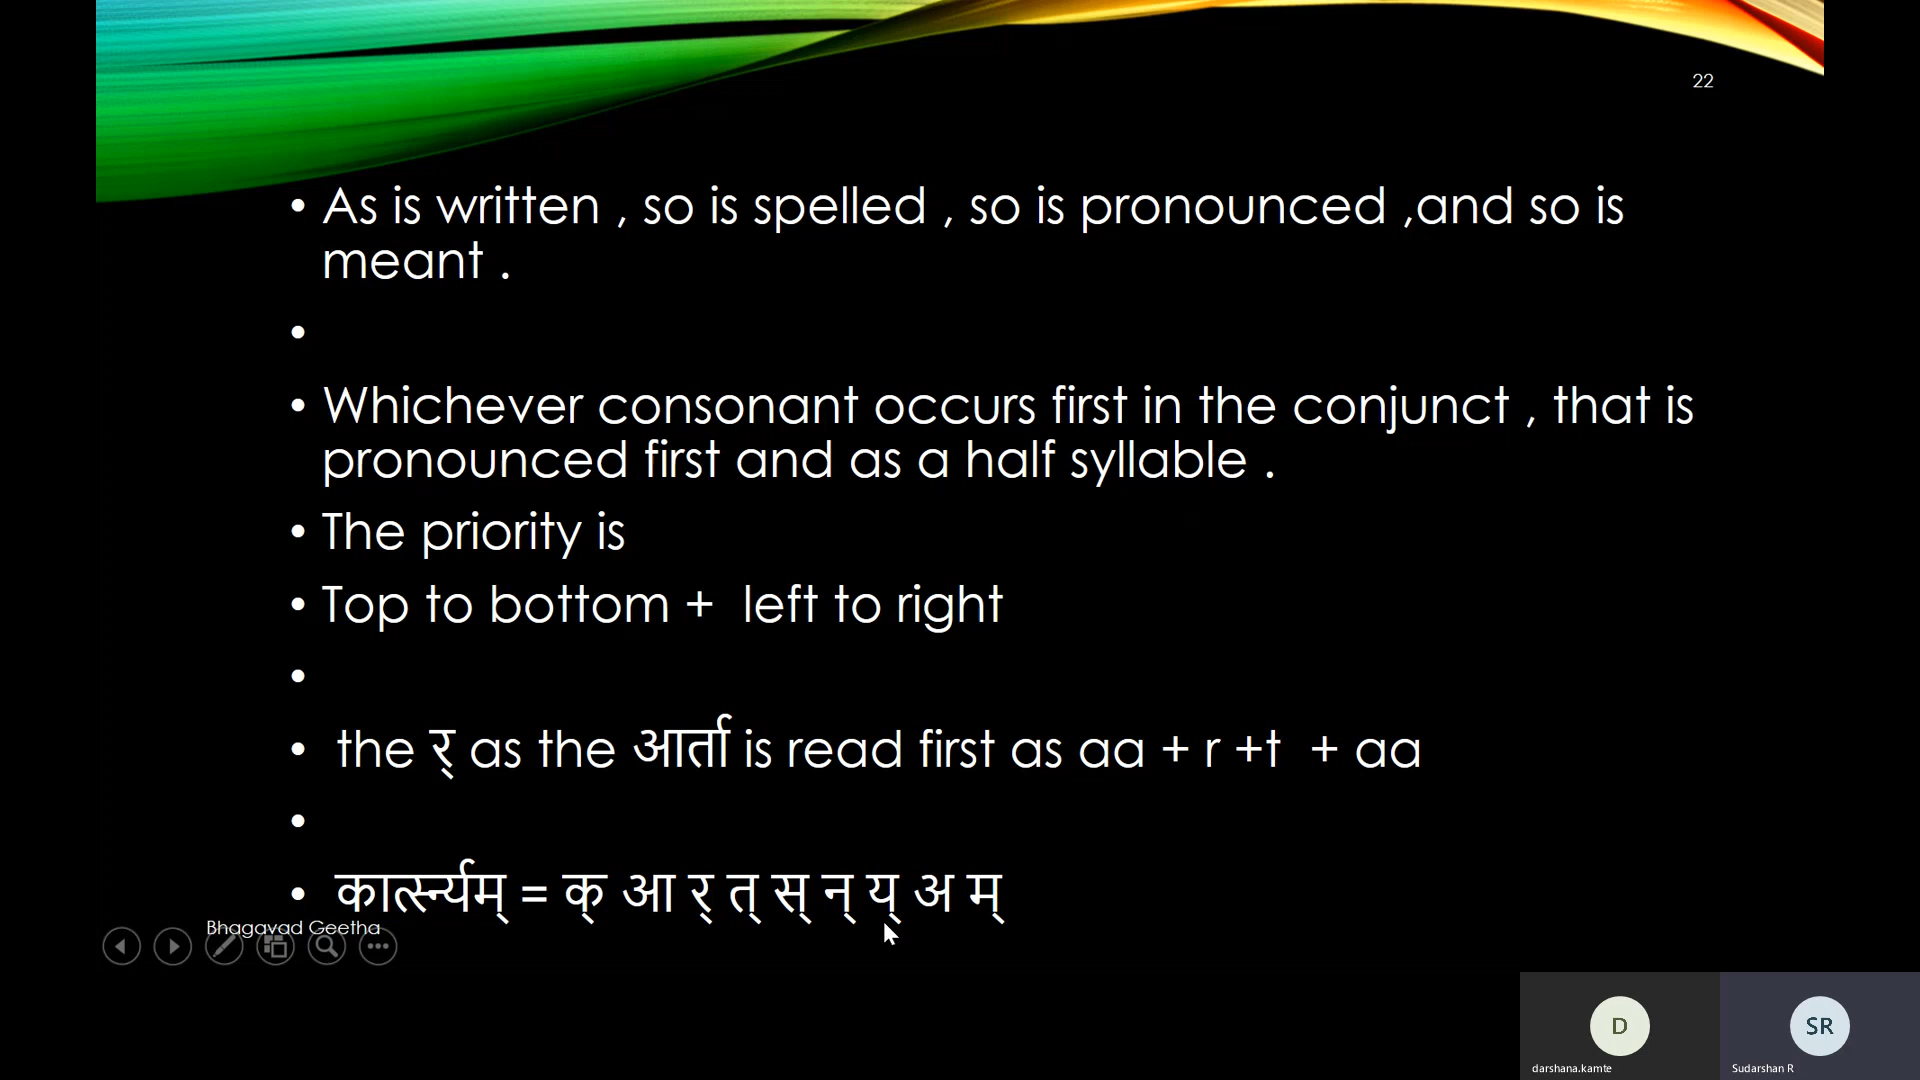 22
• As is written , so is spelled , so is pronounced ,and so is
meant .
•
• Whichever consonant occurs first in the conjunct , that is
pronounced first and as a half syllable .
• The priority is
• Top to bottom + left to right
•
• the र् as the आर्ता is read first as aa + r +t + aa
•
• कार्त्स्न्यम् = क् आ र् त् स् न् य् अ म्
Bhagavad Geetha
D
SR
darshana.kamte
Sudarshan R